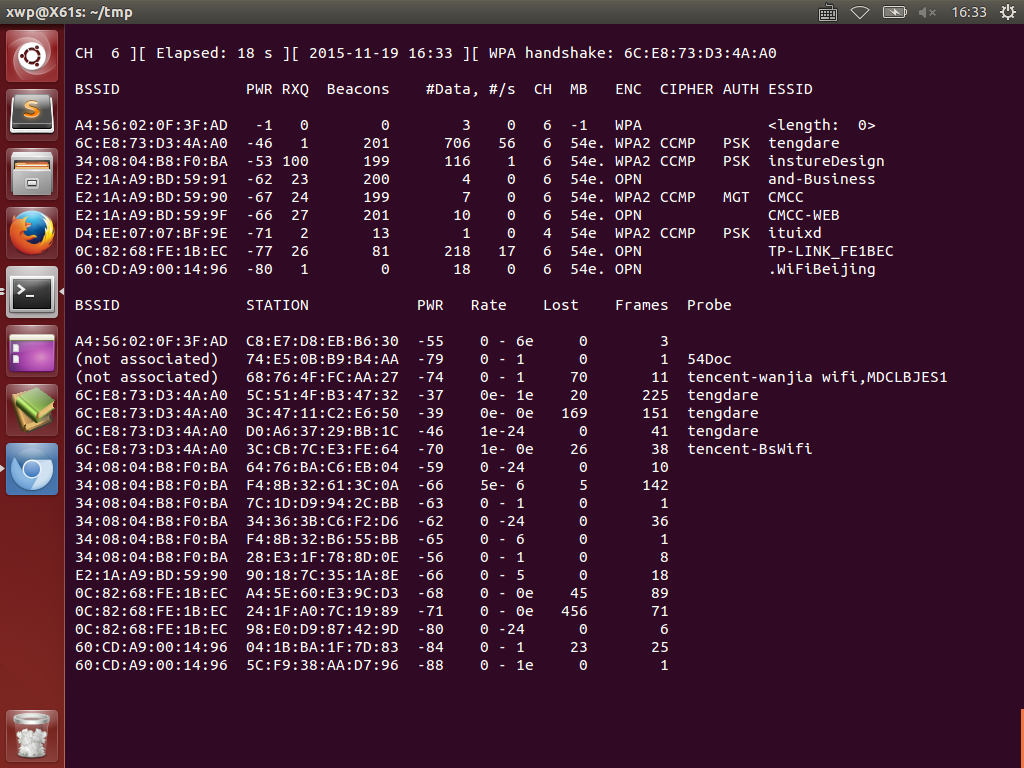 xwp@X61s: ~/tmp 16:33
CH  6 ][ Elapsed: 18 s ][ 2015-11-19 16:33 ][ WPA handshake: 6C:E8:73:D3:4A:A0
BSSID              PWR RXQ  Beacons    #Data, #/s  CH  MB   ENC  CIPHER AUTH ESSID
A4:56:02:0F:3F:AD   -1   0        0        3    0   6  -1   WPA              <length:  0>
6C:E8:73:D3:4A:A0  -46   1      201      706   56   6  54e. WPA2 CCMP   PSK  tengdare
34:08:04:B8:F0:BA  -53 100      199      116    1   6  54e. WPA2 CCMP   PSK  instureDesign
E2:1A:A9:BD:59:91  -62  23      200        4    0   6  54e. OPN              and-Business
E2:1A:A9:BD:59:90  -67  24      199        7    0   6  54e. WPA2 CCMP   MGT  CMCC
E2:1A:A9:BD:59:9F  -66  27      201       10    0   6  54e. OPN              CMCC-WEB
D4:EE:07:07:BF:9E  -71   2       13        1    0   4  54e  WPA2 CCMP   PSK  ituixd
0C:82:68:FE:1B:EC  -77  26       81      218   17   6  54e. OPN              TP-LINK_FE1BEC
60:CD:A9:00:14:96  -80   1        0       18    0   6  54e. OPN              .WiFiBeijing
BSSID              STATION            PWR   Rate    Lost    Frames  Probe
A4:56:02:0F:3F:AD  C8:E7:D8:EB:B6:30  -55    0 - 6e     0        3
(not associated)   74:E5:0B:B9:B4:AA  -79    0 - 1      0        1  54Doc
(not associated)   68:76:4F:FC:AA:27  -74    0 - 1     70       11  tencent-wanjia wifi,MDCLBJES1
6C:E8:73:D3:4A:A0  5C:51:4F:B3:47:32  -37    0e- 1e    20      225  tengdare
6C:E8:73:D3:4A:A0  3C:47:11:C2:E6:50  -39    0e- 0e   169      151  tengdare
6C:E8:73:D3:4A:A0  D0:A6:37:29:BB:1C  -46    1e-24      0       41  tengdare
6C:E8:73:D3:4A:A0  3C:CB:7C:E3:FE:64  -70    1e- 0e    26       38  tencent-BsWifi
34:08:04:B8:F0:BA  64:76:BA:C6:EB:04  -59    0 -24      0       10
34:08:04:B8:F0:BA  F4:8B:32:61:3C:0A  -66    5e- 6      5      142
34:08:04:B8:F0:BA  7C:1D:D9:94:2C:BB  -63    0 - 1      0        1
34:08:04:B8:F0:BA  34:36:3B:C6:F2:D6  -62    0 -24      0       36
34:08:04:B8:F0:BA  F4:8B:32:B6:55:BB  -65    0 - 6      0        1
34:08:04:B8:F0:BA  28:E3:1F:78:8D:0E  -56    0 - 1      0        8
E2:1A:A9:BD:59:90  90:18:7C:35:1A:8E  -66    0 - 5      0       18
0C:82:68:FE:1B:EC  A4:5E:60:E3:9C:D3  -68    0 - 0e    45       89
0C:82:68:FE:1B:EC  24:1F:A0:7C:19:89  -71    0 - 0e   456       71
0C:82:68:FE:1B:EC  98:E0:D9:87:42:9D  -80    0 -24      0        6
60:CD:A9:00:14:96  04:1B:BA:1F:7D:83  -84    0 - 1     23       25
60:CD:A9:00:14:96  5C:F9:38:AA:D7:96  -88    0 - 1e     0        1